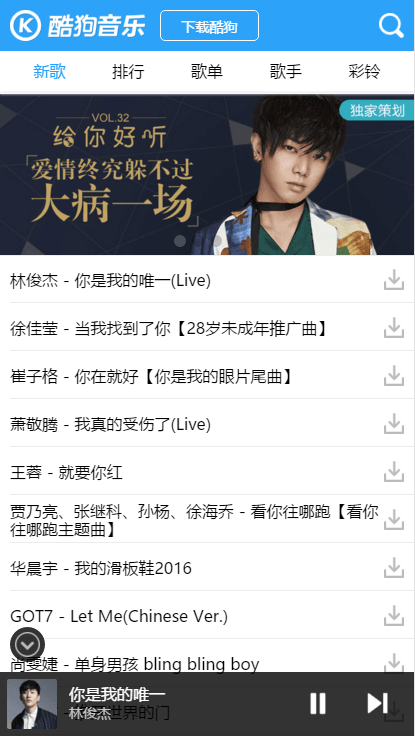 酷狗音乐
下载酷狗
新歌
排行
歌单
歌手
彩铃
独家策划
VOL.32
给你好听
「爱情终究躲不过
大病一场」
林俊杰 - 你是我的唯一(Live)
徐佳莹 - 当我找到了你【28岁未成年推广曲】
崔子格 - 你在就好【你是我的眼片尾曲】
萧敬腾 - 我真的受伤了(Live)
王蓉 - 就要你红
贾乃亮、张继科、孙杨、徐海乔 - 看你往哪跑【看你
往哪跑主题曲】
华晨宇 - 我的滑板鞋2016
GOT7 - Let Me(Chinese Ver.)
尚雯婕 - 单身男孩 bling bling boy
你是我的唯一
林俊杰
世界的门